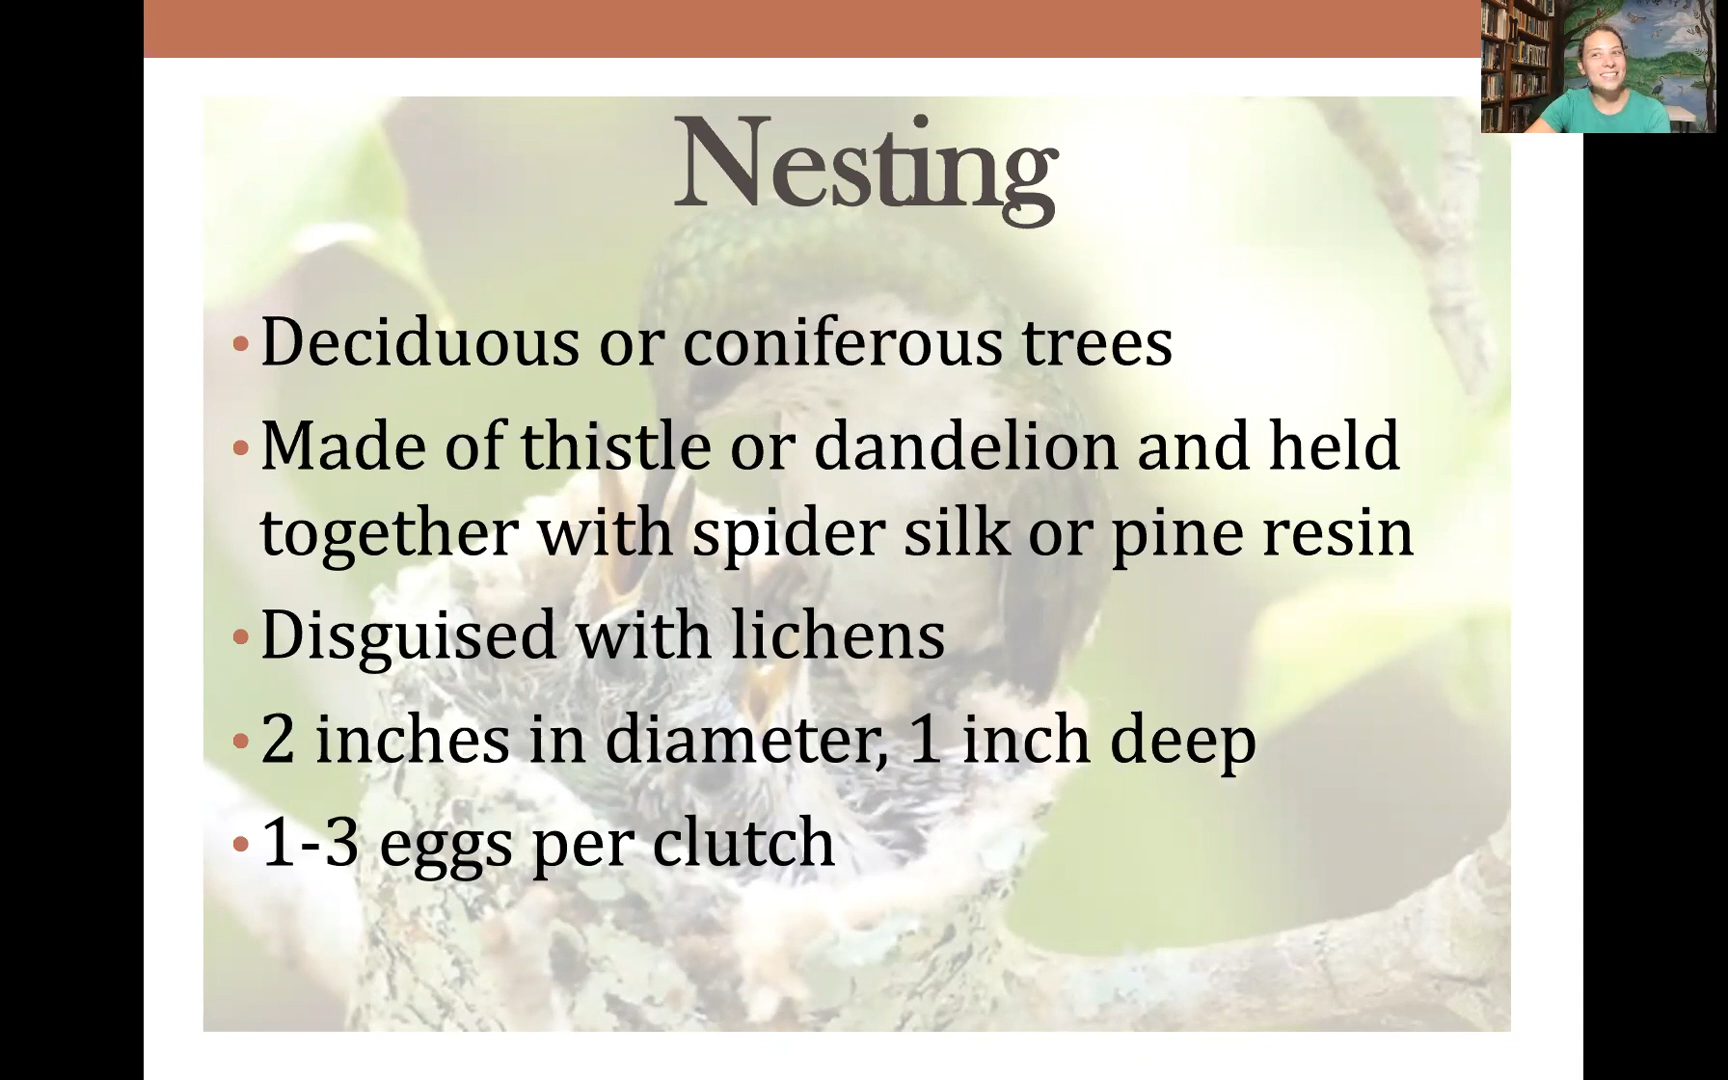 Nesting
• Deciduous or coniferous trees
• Made of thistle or dandelion and held
together with spider silk or pine resin
• Disguised with lichens
• 2 inches in diameter, 1 inch deep
• 1-3 eggs per clutch